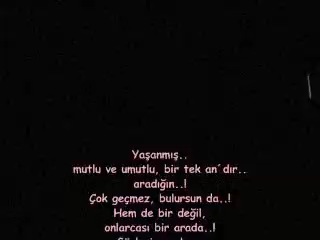 Yaşanmış..
mutlu ve umutlu, bir tek an´dır..
aradığın..!
Çok geçmez, bulursun da..!
Hem de bir değil,
onlarcası bir arada..!